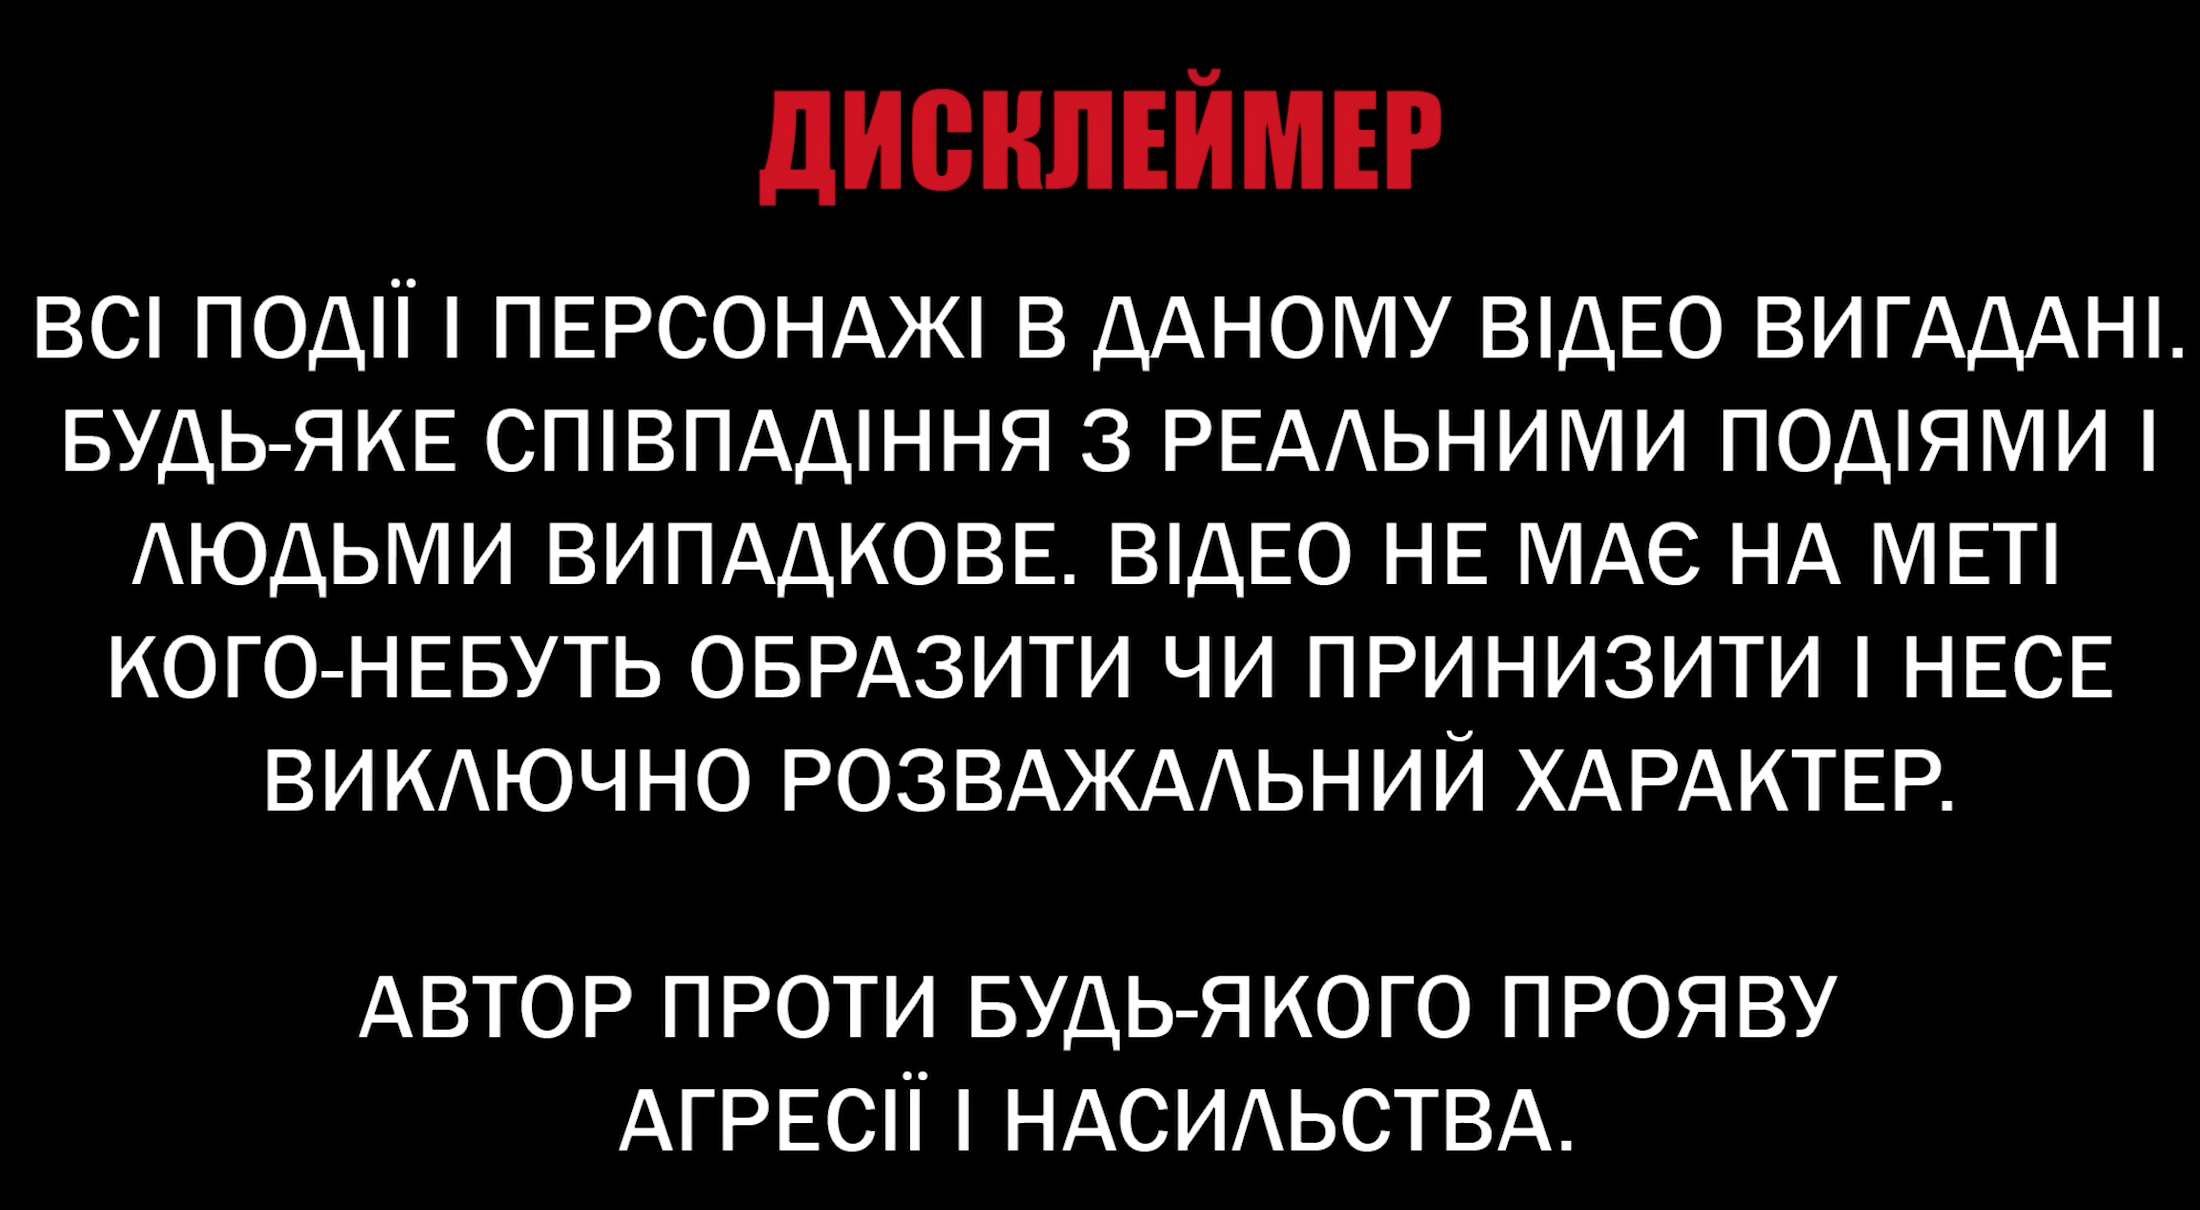 ДИСКЛЕЙМЕР
ВСІ ПОДІЇ І ПЕРСОНАЖІ В ДАНОМУ ВІДЕО ВИГАДАНІ.
БУДЬ-ЯКЕ СПІВПАДІННЯ З РЕАЛЬНИМИ ПОДІЯМИ І
ЛЮДЬМИ ВИПАДКОВЕ. ВІДЕО НЕ МАЄ НА МЕТІ
КОГО-НЕБУТЬ ОБРАЗИТИ ЧИ ПРИНИЗИТИ І НЕСЕ
ВИКЛЮЧНО РОЗВАЖАЛЬНИЙ ХАРАКТЕР.
АВТОР ПРОТИ БУДЬ-ЯКОГО ПРОЯВУ
АГРЕСІЇ І НАСИЛЬСТВА.